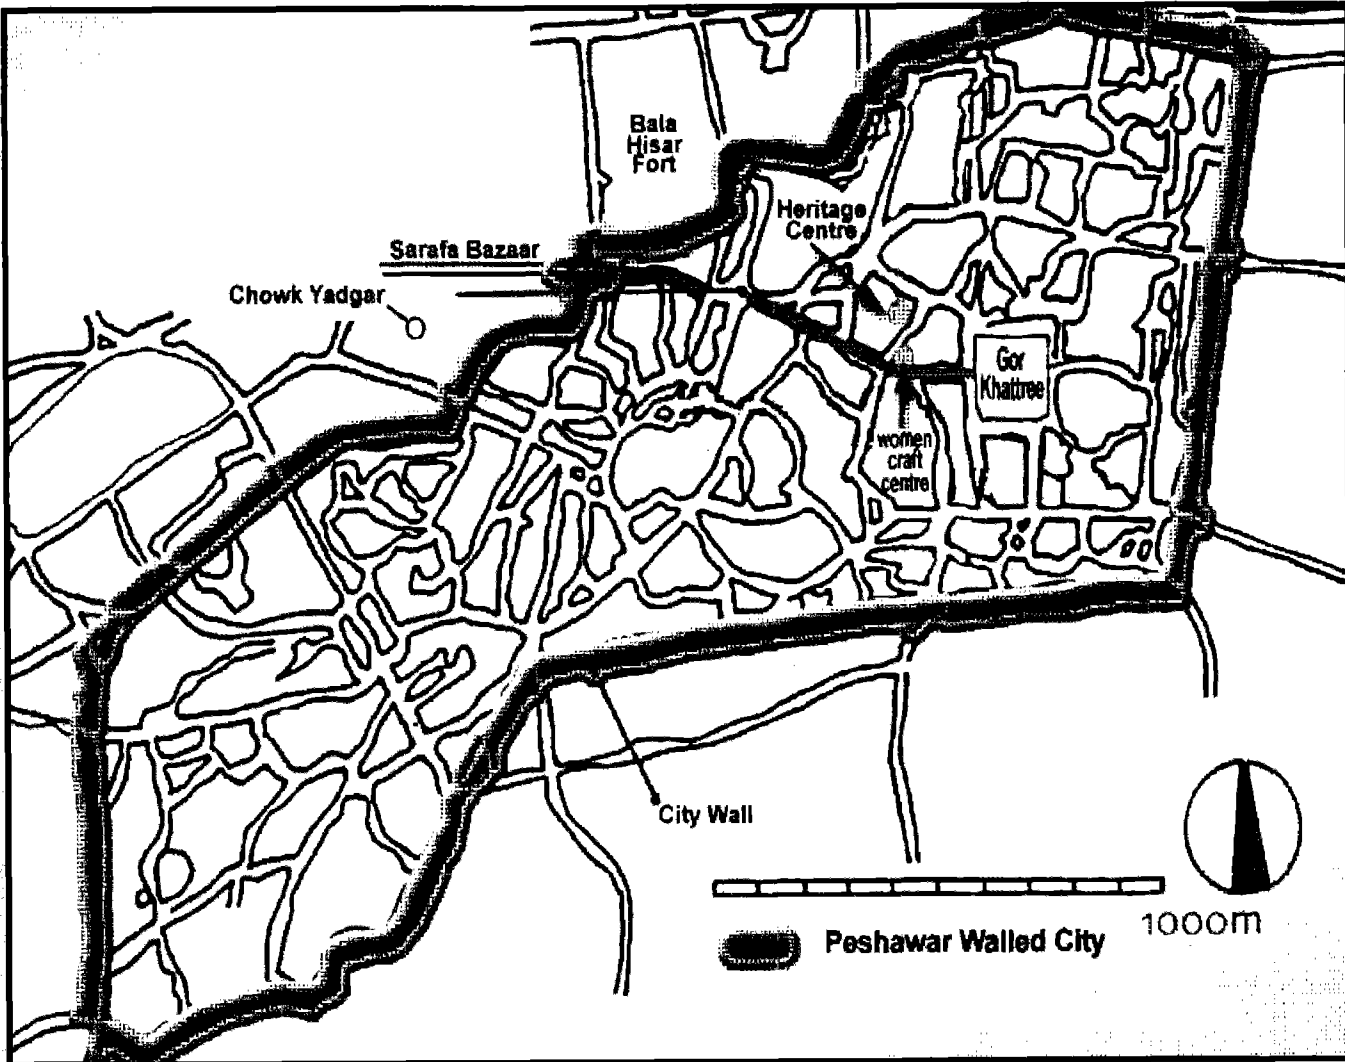 Bala
Hisar
Fort
Heritage
Centre
Sarafa Bazaar
Chowk Yadgar
Gor
Khattree
women
craft
centre
City Wall
1000m
Peshawar Walled City